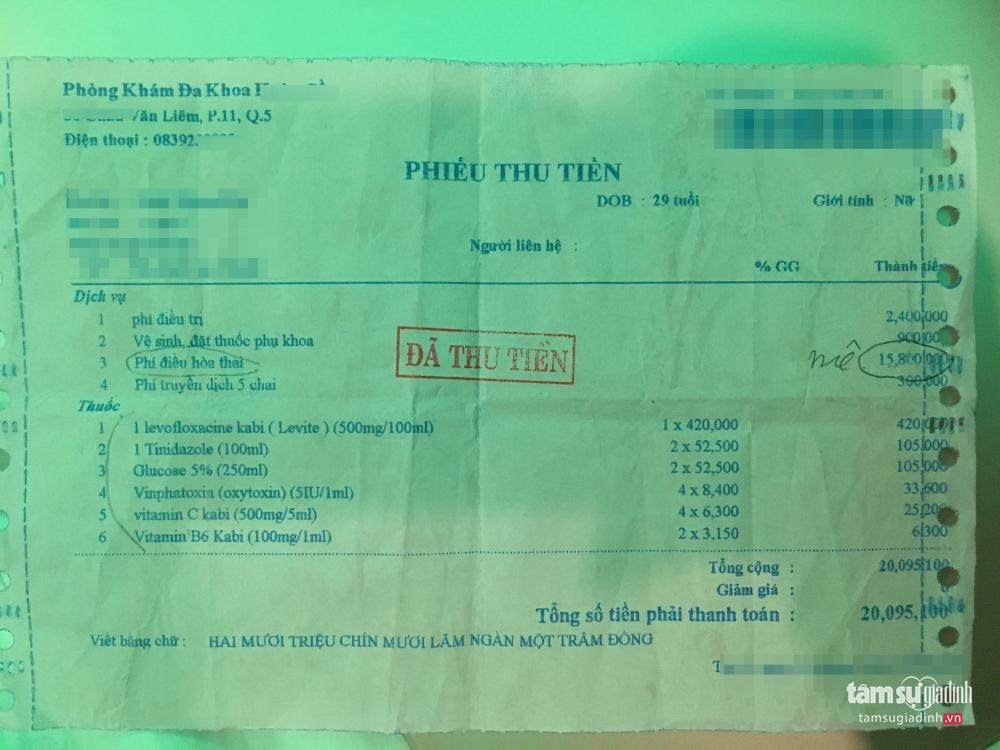 Phòng Khám Đa Khoa
Văn Liêm, P.11, Q.5
Điện thoại : 08392
PHIẾU THU TIỀN
DOB : 29 tuổi Giới tính : Nữ
Người liên hệ :
% GG Thành tiền
Dịch vụ
1 phí điều trị 2,400,000
2 Vệ sinh, đặt thuốc phụ khoa 900,000
3 Phí điều hòa thai 15,800,000
4 Phí truyền dịch 5 chai 300,000
ĐÃ THU TIỀN
Thuốc
1 1 levofloxacine kabi ( Levite ) (500mg/100ml) 1 x 420,000 420,000
2 1 Tinidazole (100ml) 2 x 52,500 105,000
3 Glucose 5% (250ml) 2 x 52,500 105,000
4 Vinphatoxia (oxytoxin) (5IU/1ml) 4 x 8,400 33,600
5 vitamin C kabi (500mg/5ml) 4 x 6,300 25,200
6 Vitamin B6 Kabi (100mg/1ml) 2 x 3,150 6,300
Tổng cộng : 20,095,100
Giảm giá : 0
Tổng số tiền phải thanh toán : 20,095,100
Viết bằng chữ : HAI MƯƠI TRIỆU CHÍN MƯƠI LĂM NGÀN MỘT TRĂM ĐỒNG
tâm sự giađình
tamsugiadinh.vn